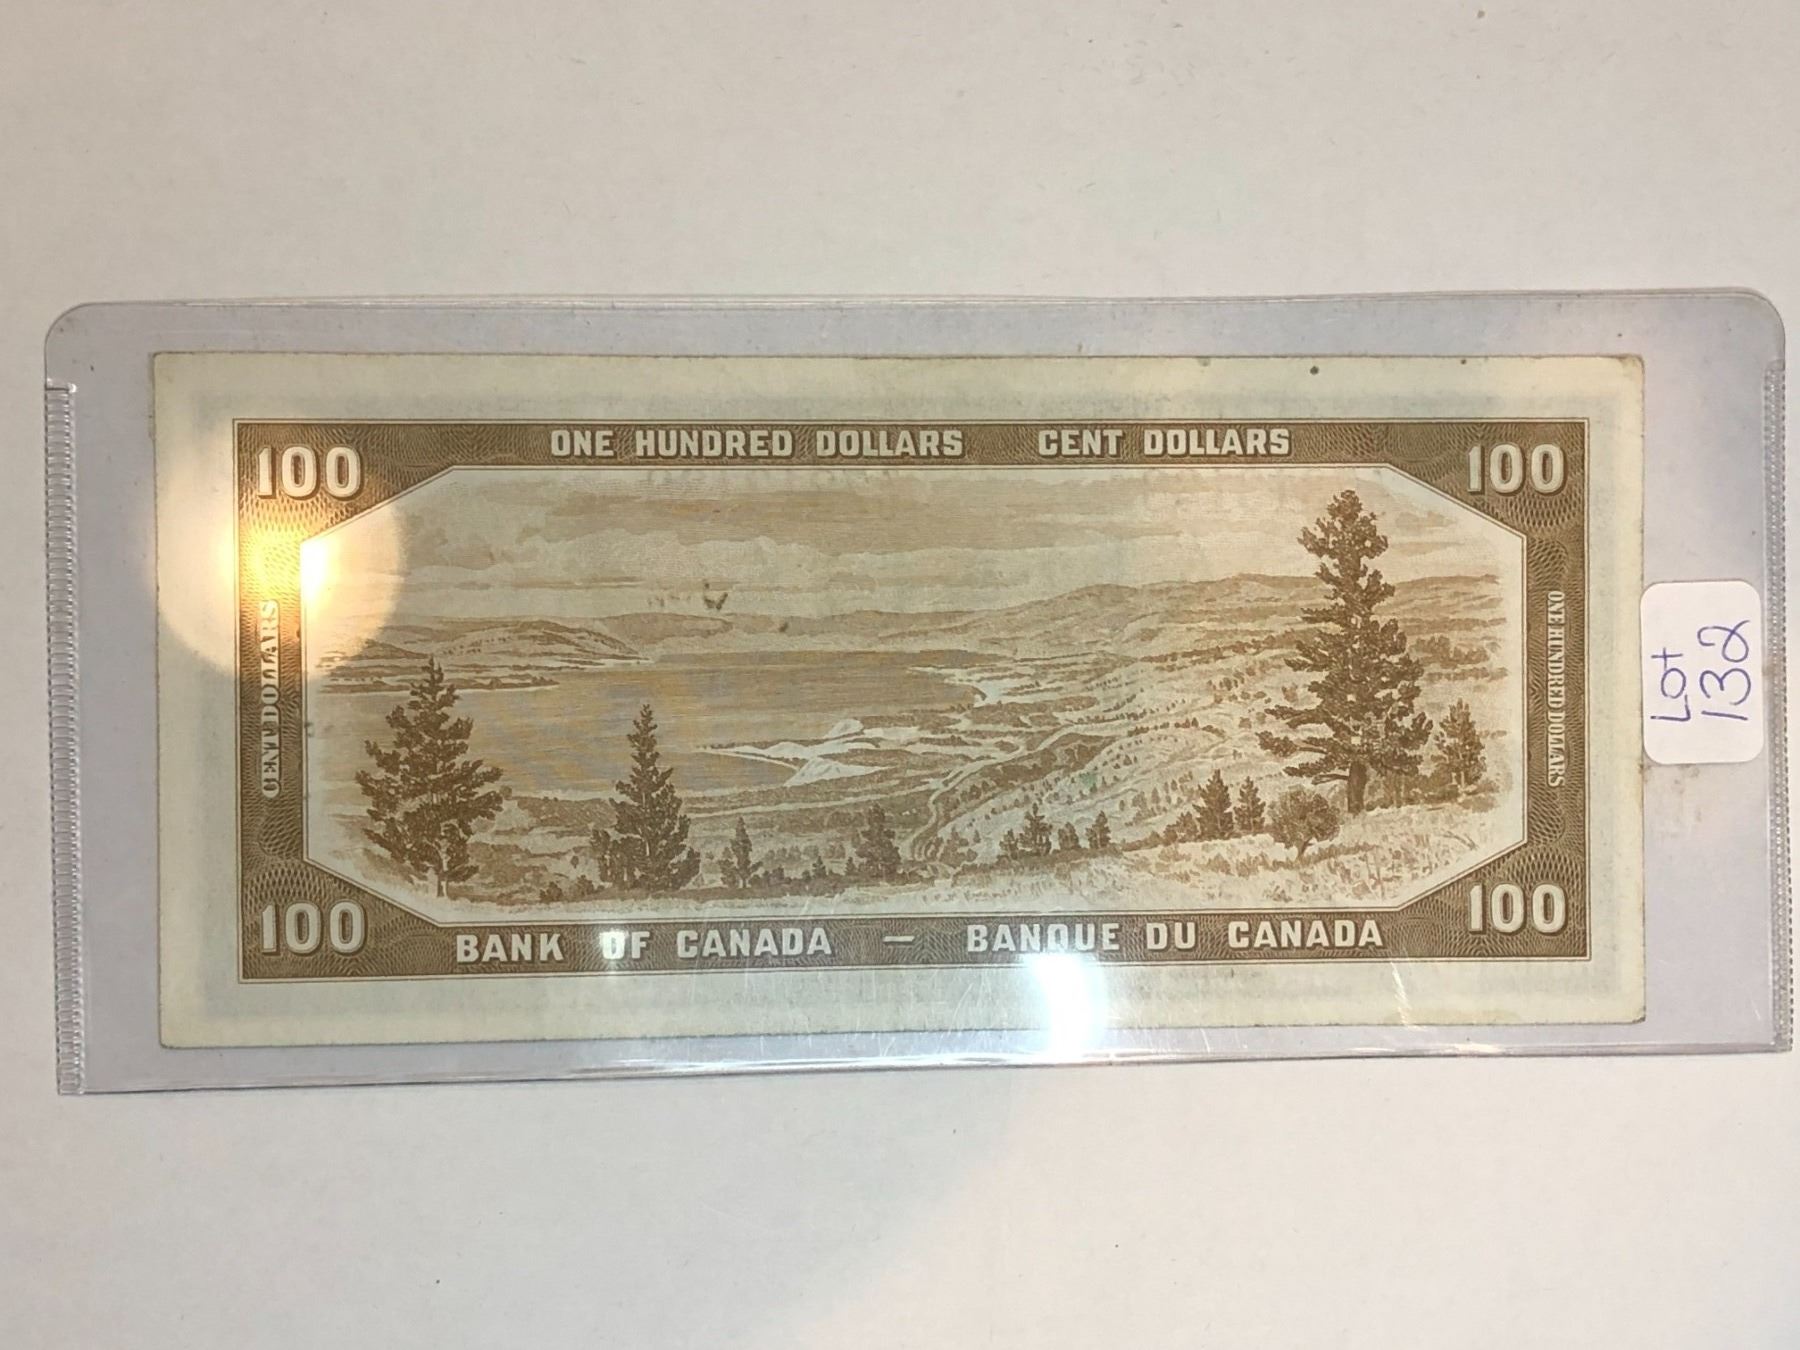 ONE HUNDRED DOLLARS CENT DOLLARS
100 100
CENT DOLLARS
ONE HUNDRED DOLLARS
Lot
132
100 100
BANK OF CANADA — BANQUE DU CANADA